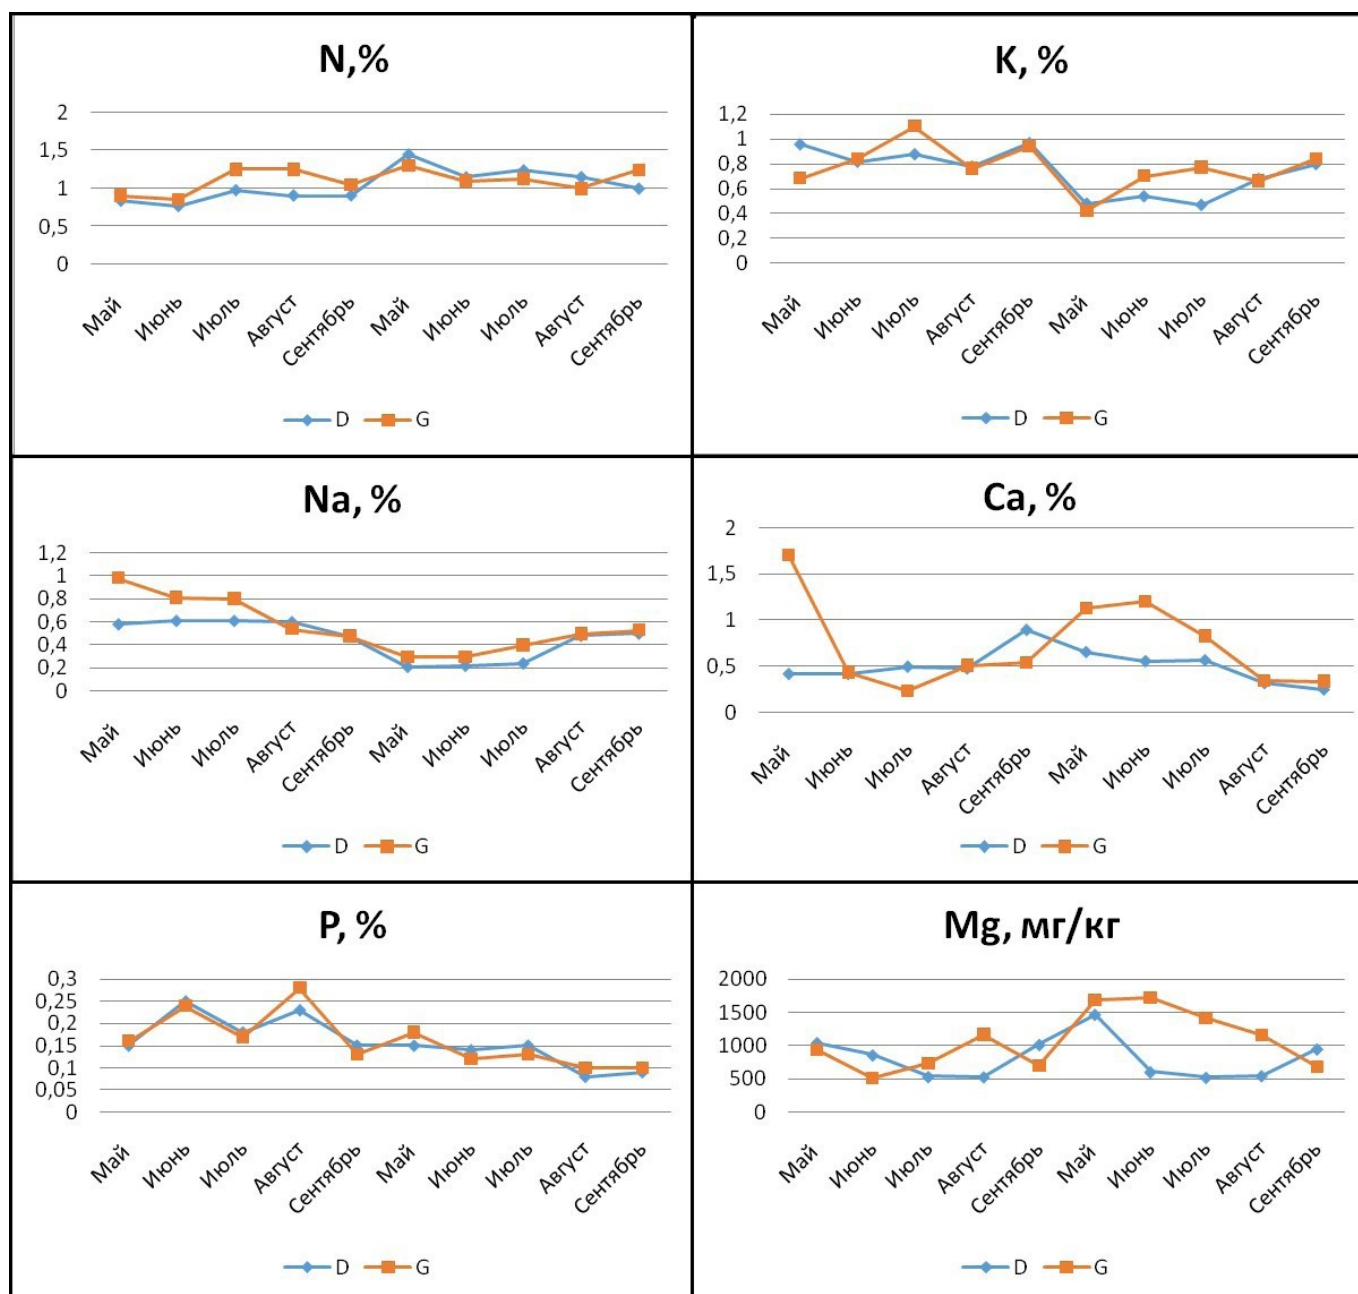 N,%
2
1,5
1
0,5
0
Май Июнь Июль Август Сентябрь Май Июнь Июль Август Сентябрь
D G
K, %
1,2
1
0,8
0,6
0,4
0,2
0
Май Июнь Июль Август Сентябрь Май Июнь Июль Август Сентябрь
D G
Na, %
1,2
1
0,8
0,6
0,4
0,2
0
Май Июнь Июль Август Сентябрь Май Июнь Июль Август Сентябрь
D G
Ca, %
2
1,5
1
0,5
0
Май Июнь Июль Август Сентябрь Май Июнь Июль Август Сентябрь
D G
P, %
0,3
0,25
0,2
0,15
0,1
0,05
0
Май Июнь Июль Август Сентябрь Май Июнь Июль Август Сентябрь
D G
Mg, мг/кг
2000
1500
1000
500
0
Май Июнь Июль Август Сентябрь Май Июнь Июль Август Сентябрь
D G